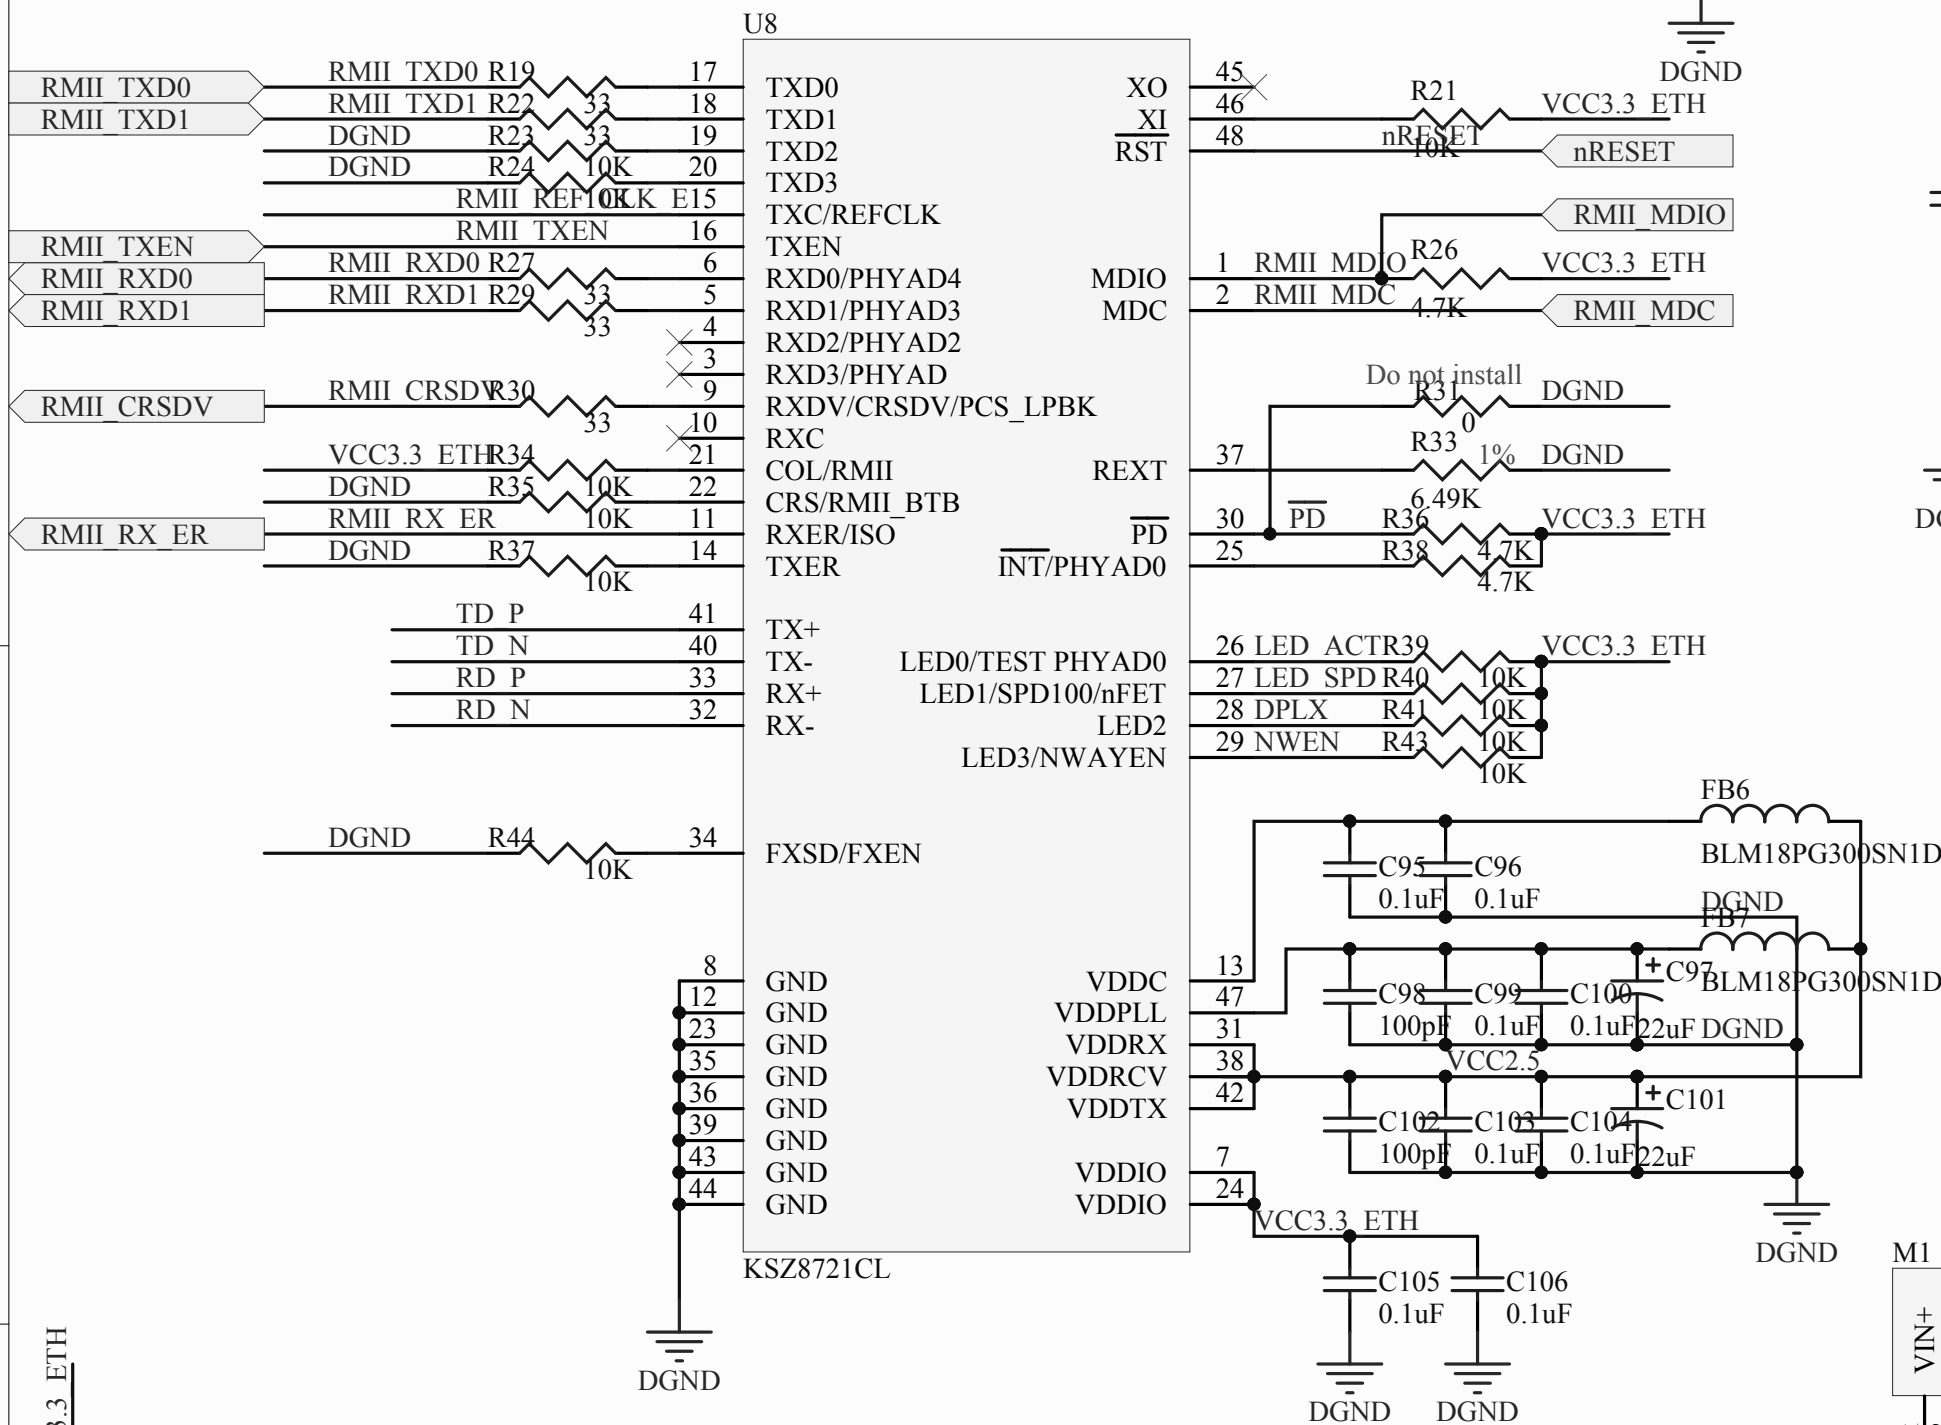 U8
DGND
RMII_TXD0 RMII_TXD0 R19 33 17 TXD0
RMII_TXD1 RMII_TXD1 R22 33 18 TXD1
DGND R23 10K 19 TXD2
DGND R24 10K 20 TXD3
RMII_REFCLK_E 15 TXC/REFCLK
RMII_TXEN RMII_TXEN 16 TXEN
RMII_RXD0 RMII_RXD0 R27 33 6 RXD0/PHYAD4
RMII_RXD1 RMII_RXD1 R29 33 5 RXD1/PHYAD3
4 RXD2/PHYAD2
3 RXD3/PHYAD
RMII_CRSDV RMII_CRSDV R30 33 9 RXDV/CRSDV/PCS_LPBK
10 RXC
VCC3.3_ETH R34 10K 21 COL/RMII
DGND R35 10K 22 CRS/RMII_BTB
RMII_RX_ER RMII_RX_ER 11 RXER/ISO
DGND R37 10K 14 TXER
TD_P 41 TX+
TD_N 40 TX-
RD_P 33 RX+
RD_N 32 RX-
DGND R44 10K 34 FXSD/FXEN
8 GND
12 GND
23 GND
35 GND
36 GND
39 GND
43 GND
44 GND
DGND
XO 45
XI 46 R21 10K VCC3.3_ETH
RST 48 nRESET nRESET
RMII_MDIO
MDIO 1 RMII_MDIO R26 4.7K VCC3.3_ETH
MDC 2 RMII_MDC RMII_MDC
Do not install
R31 0 DGND
REXT 37 R33 1% 6.49K DGND
PD 30 PD R36 4.7K VCC3.3_ETH
INT/PHYAD0 25 R38 4.7K
LED0/TEST PHYAD0 26 LED_ACT R39 10K VCC3.3_ETH
LED1/SPD100/nFET 27 LED_SPD R40 10K
LED2 28 DPLX R41 10K
LED3/NWAYEN 29 NWEN R43 10K
FB6
BLM18PG300SN1D
C95 0.1uF C96 0.1uF
DGND
FB7
BLM18PG300SN1D
VDDC 13
VDDPLL 47
C98 100pF C99 0.1uF C100 0.1uF + C97 22uF DGND
VDDRX 31
VDDRCV 38 VCC2.5
VDDTX 42
C102 100pF C103 0.1uF C104 0.1uF + C101 22uF
VDDIO 7
VDDIO 24
DGND
VCC3.3_ETH
C105 0.1uF C106 0.1uF
DGND DGND
KSZ8721CL
M1
VIN+
3.3_ETH